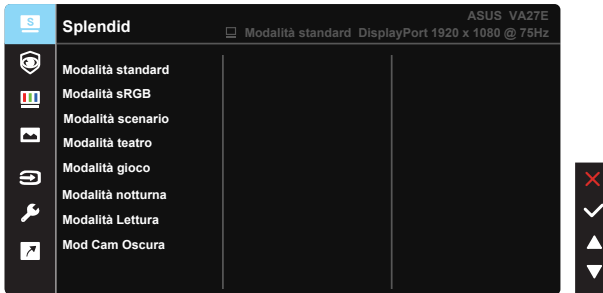 S
Splendid
ASUS VA27E
Modalità standard DisplayPort 1920 x 1080 @ 75Hz
Modalità standard
Modalità sRGB
Modalità scenario
Modalità teatro
Modalità gioco
Modalità notturna
Modalità Lettura
Mod Cam Oscura